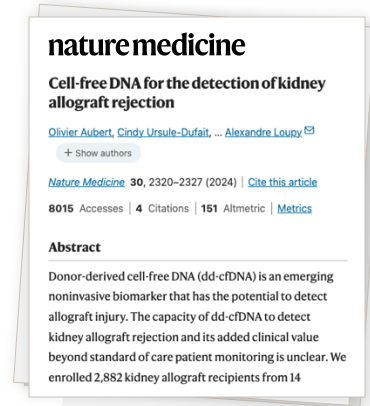 nature medicine
Cell-free DNA for the detection of kidney
allograft rejection
Olivier Aubert, Cindy Ursule-Dufait, ... Alexandre Loupy
+ Show authors
Nature Medicine 30, 2320–2327 (2024) | Cite this article
8015 Accesses | 4 Citations | 151 Altmetric | Metrics
Abstract
Donor-derived cell-free DNA (dd-cfDNA) is an emerging
noninvasive biomarker that has the potential to detect
allograft injury. The capacity of dd-cfDNA to detect
kidney allograft rejection and its added clinical value
beyond standard of care patient monitoring is unclear. We
enrolled 2,882 kidney allograft recipients from 14